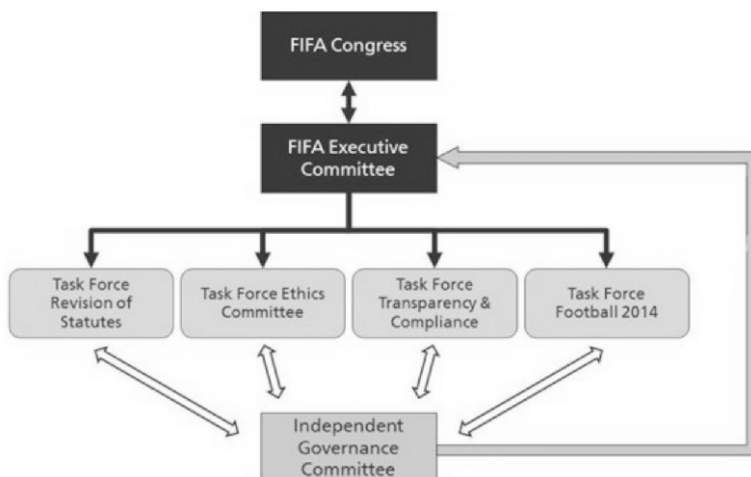 FIFA Congress
FIFA Executive
Committee
Task Force
Revision of
Statutes
Task Force Ethics
Committee
Task Force
Transparency &
Compliance
Task Force
Football 2014
Independent
Governance
Committee